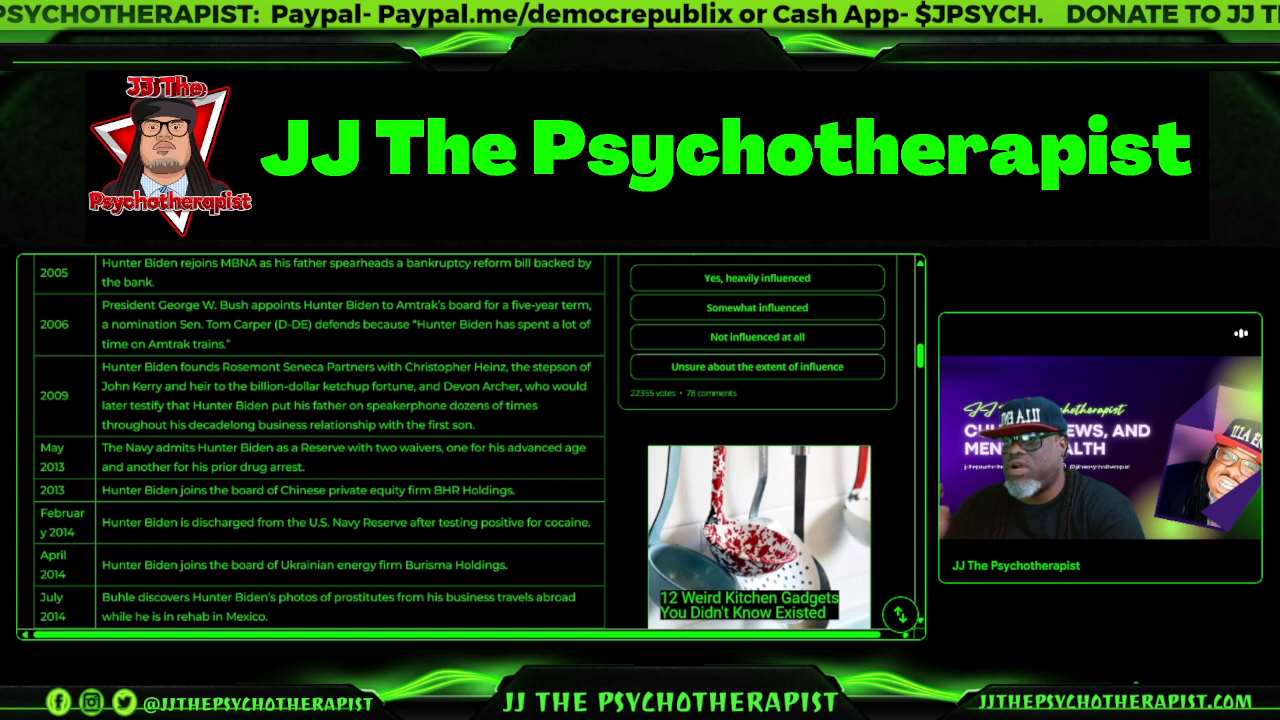 PSYCHOTHERAPIST: Paypal- Paypal.me/democrepublix or Cash App- $JPSYCH. DONATE TO JJ T
JJ The
Psychotherapist
JJ The Psychotherapist
2005
Hunter Biden rejoins MBNA as his father spearheads a bankruptcy reform bill backed by
the bank.
2006
President George W. Bush appoints Hunter Biden to Amtrak's board for a five-year term,
a nomination Sen. Tom Carper (D-DE) defends because "Hunter Biden has spent a lot of
time on Amtrak trains."
2009
Hunter Biden founds Rosemont Seneca Partners with Christopher Heinz, the stepson of
John Kerry and heir to the billion-dollar ketchup fortune, and Devon Archer, who would
later testify that Hunter Biden put his father on speakerphone dozens of times
throughout his decadelong business relationship with the first son.
May
2013
The Navy admits Hunter Biden as a Reserve with two waivers, one for his advanced age
and another for his prior drug arrest.
2013
Hunter Biden joins the board of Chinese private equity firm BHR Holdings.
Februar
y 2014
Hunter Biden is discharged from the U.S. Navy Reserve after testing positive for cocaine.
April
2014
Hunter Biden joins the board of Ukrainian energy firm Burisma Holdings.
July
2014
Buhle discovers Hunter Biden's photos of prostitutes from his business travels abroad
while he is in rehab in Mexico.
Yes, heavily influenced
Somewhat influenced
Not influenced at all
Unsure about the extent of influence
22355 votes • 78 comments
12 Weird Kitchen Gadgets
You Didn't Know Existed
JJ The Psychotherapist
@JJTHEPSYCHOTHERAPIST
JJ THE PSYCHOTHERAPIST
JJTHEPSYCHOTHERAPIST.COM